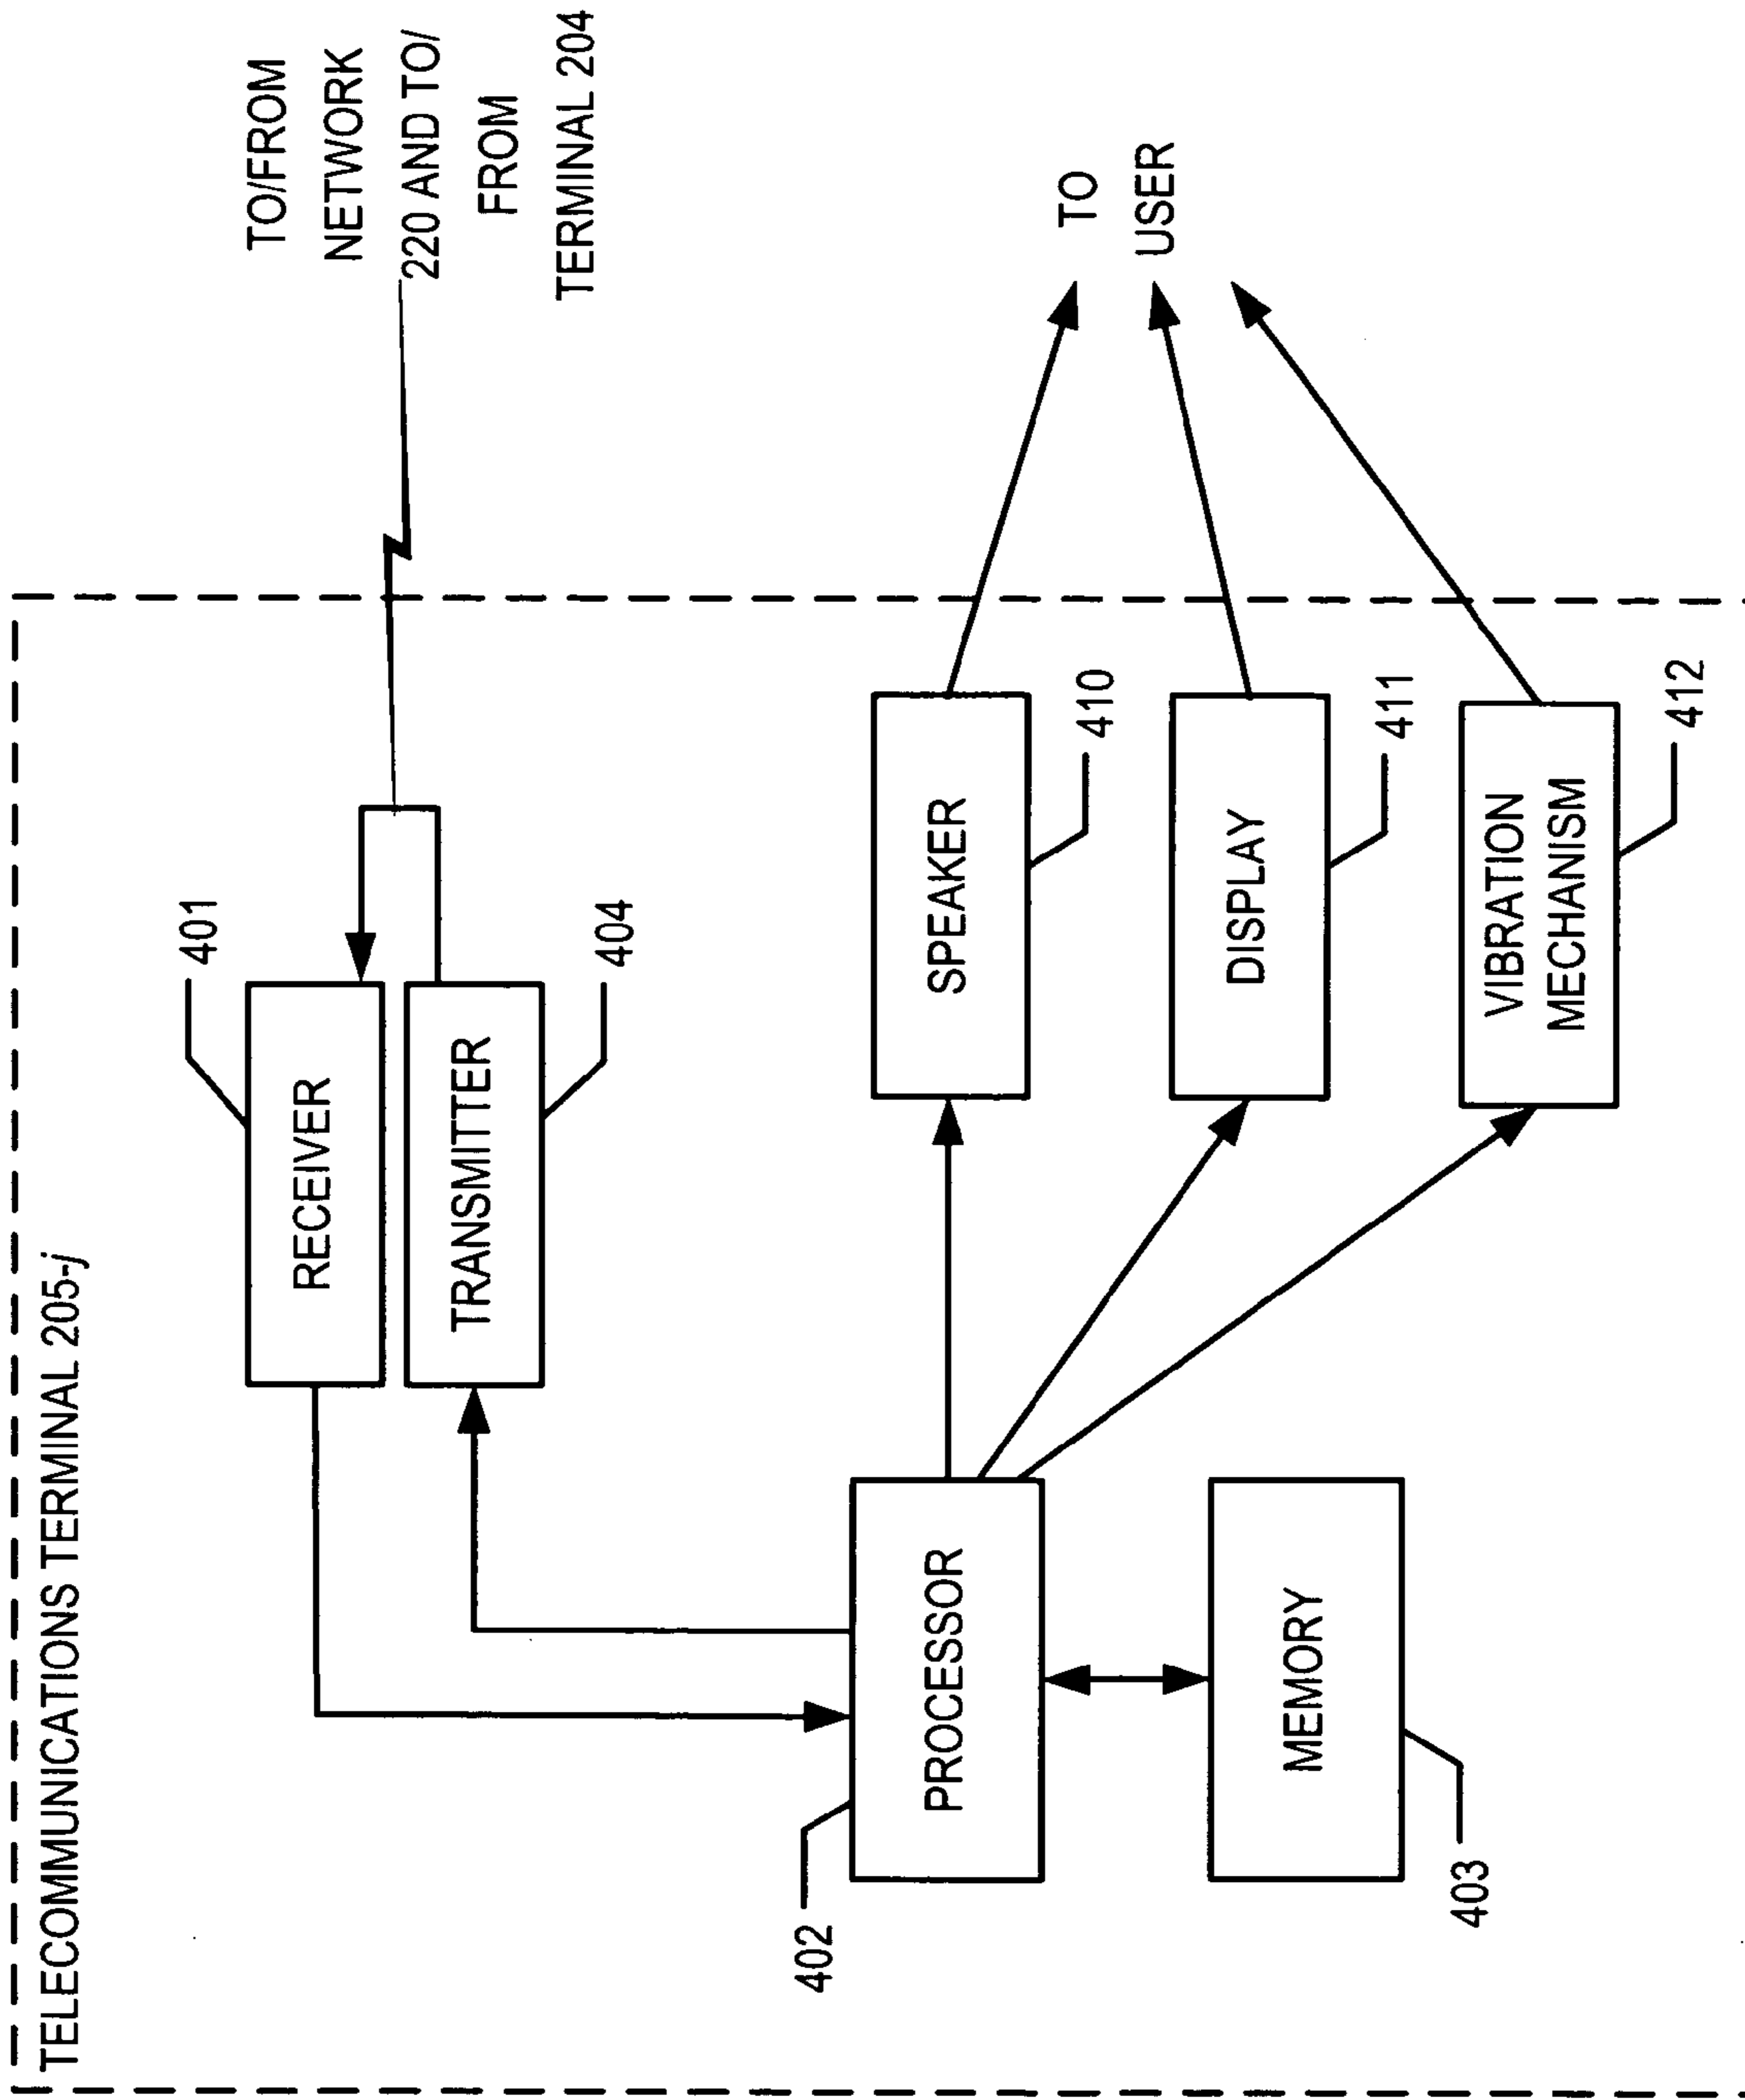 TELECOMMUNICATIONS TERMINAL 205-j
401
RECEIVER
TRANSMITTER
404
TO/FROM
NETWORK
220 AND TO/
FROM
TERMINAL 204
402
PROCESSOR
MEMORY
403
SPEAKER
410
DISPLAY
411
VIBRATION
MECHANISM
412
TO
USER